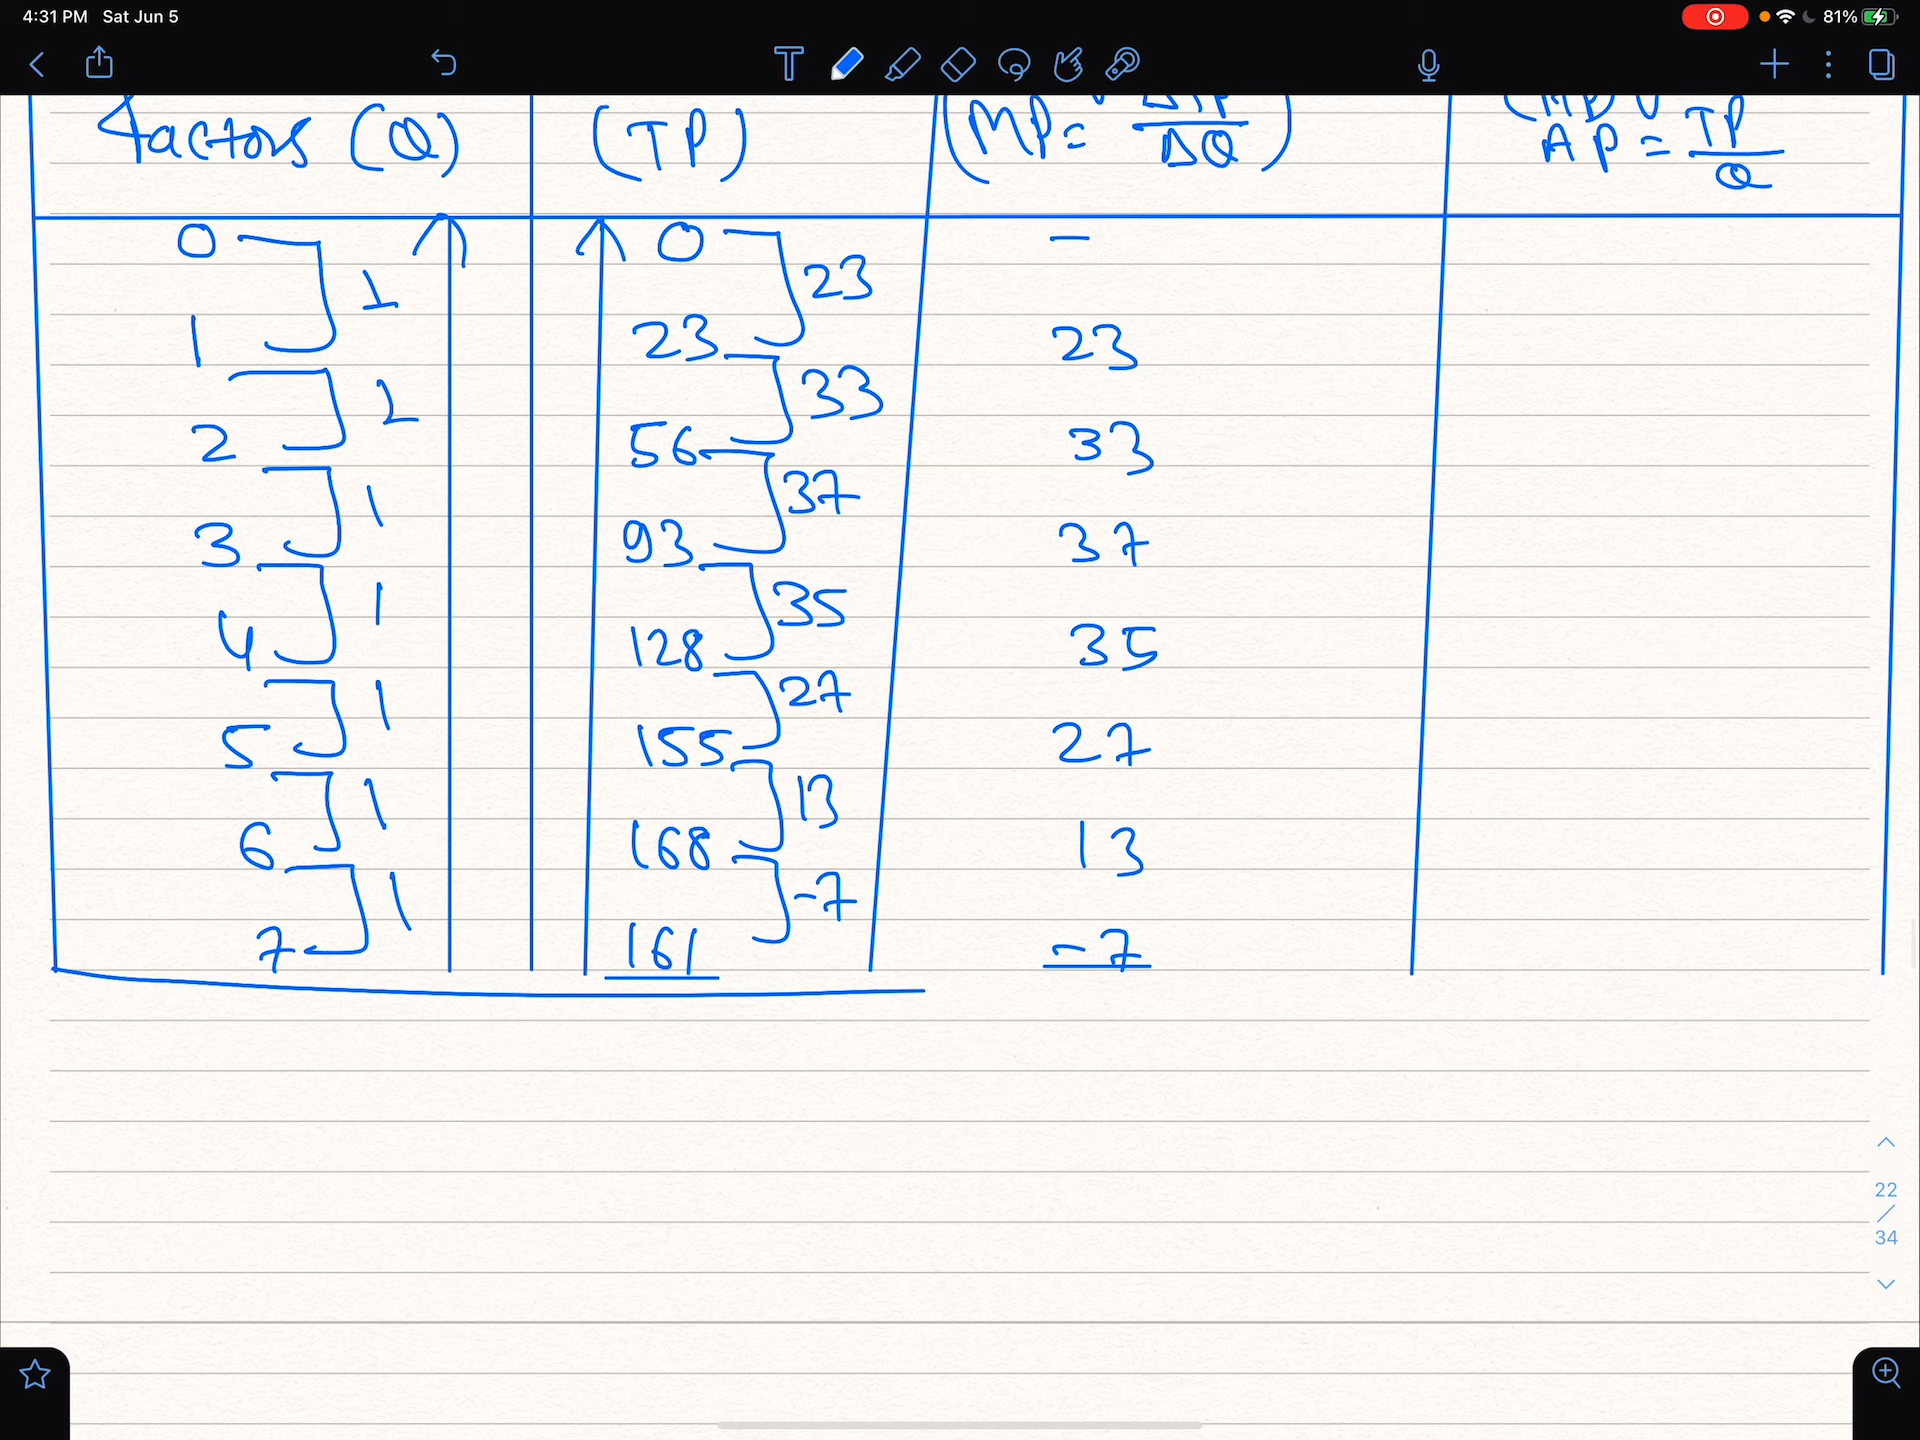 4:31 PM Sat Jun 5 81%
T
factors (Q) (TP) (MP = ΔTP / ΔQ) AP = TP / Q
0 0 —
1 23
1 23 23
1 33
2 56 33
1 37
3 93 37
1 35
4 128 35
1 27
5 155 27
1 13
6 168 13
1 -7
7 161 -7
22
/
34